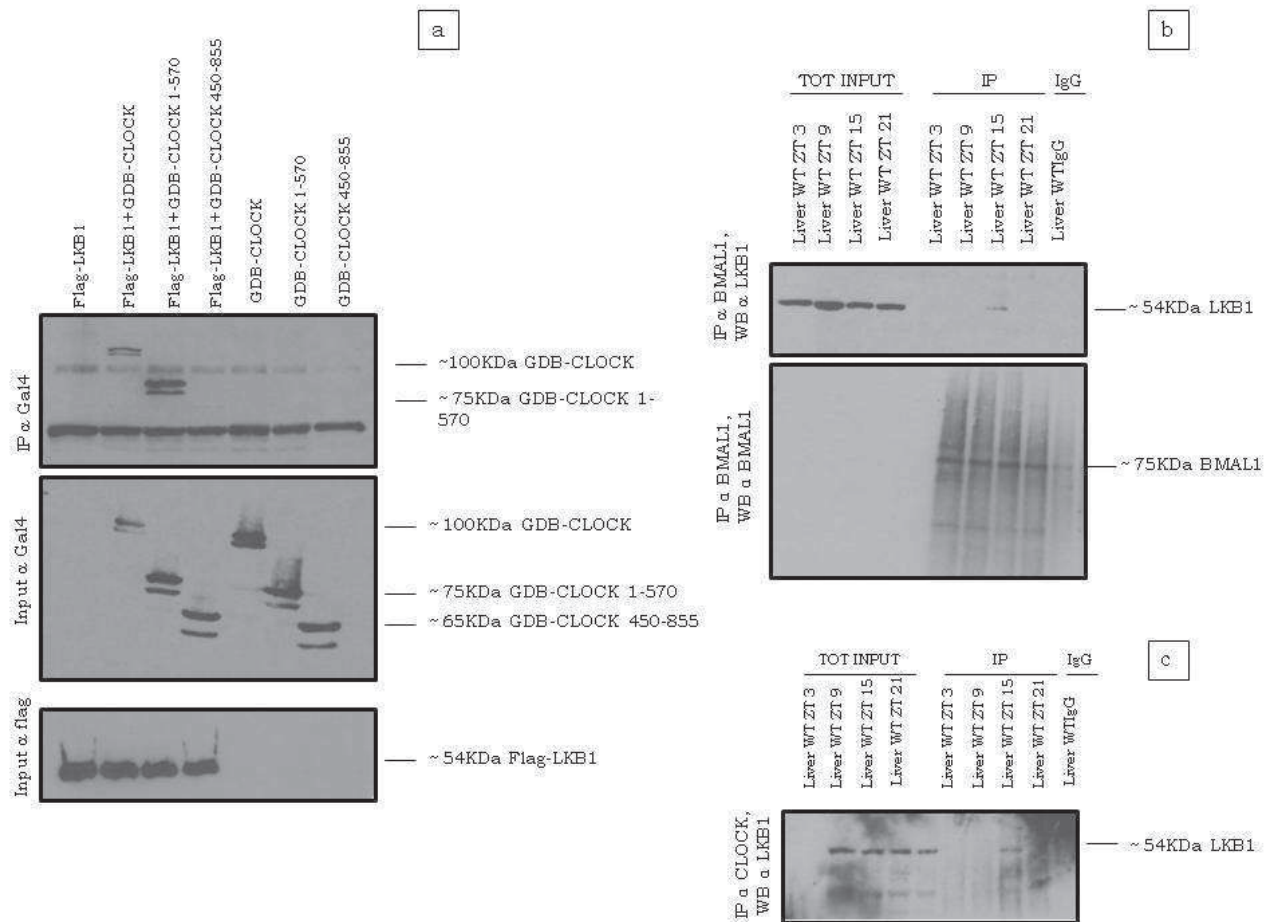 a
Flag-LKB1
Flag-LKB1+GDB-CLOCK
Flag-LKB1+GDB-CLOCK 1-570
Flag-LKB1+GDB-CLOCK 450-855
GDB-CLOCK
GDB-CLOCK 1-570
GDB-CLOCK 450-855
IP α Gal4
~100KDa GDB-CLOCK
~75KDa GDB-CLOCK 1-
570
Input α Gal4
~100KDa GDB-CLOCK
~75KDa GDB-CLOCK 1-570
~65KDa GDB-CLOCK 450-855
Input α flag
~54KDa Flag-LKB1
b
TOT INPUT
IP
IgG
Liver WT ZT 3
Liver WT ZT 9
Liver WT ZT 15
Liver WT ZT 21
Liver WT ZT 3
Liver WT ZT 9
Liver WT ZT 15
Liver WT ZT 21
Liver WTIgG
IP α BMAL1,
WB α LKB1
~54KDa LKB1
IP α BMAL1,
WB α BMAL1
~75KDa BMAL1
c
TOT INPUT
IP
IgG
Liver WT ZT 3
Liver WT ZT 9
Liver WT ZT 15
Liver WT ZT 21
Liver WT ZT 3
Liver WT ZT 9
Liver WT ZT 15
Liver WT ZT 21
Liver WTIgG
IP α CLOCK,
WB α LKB1
~54KDa LKB1